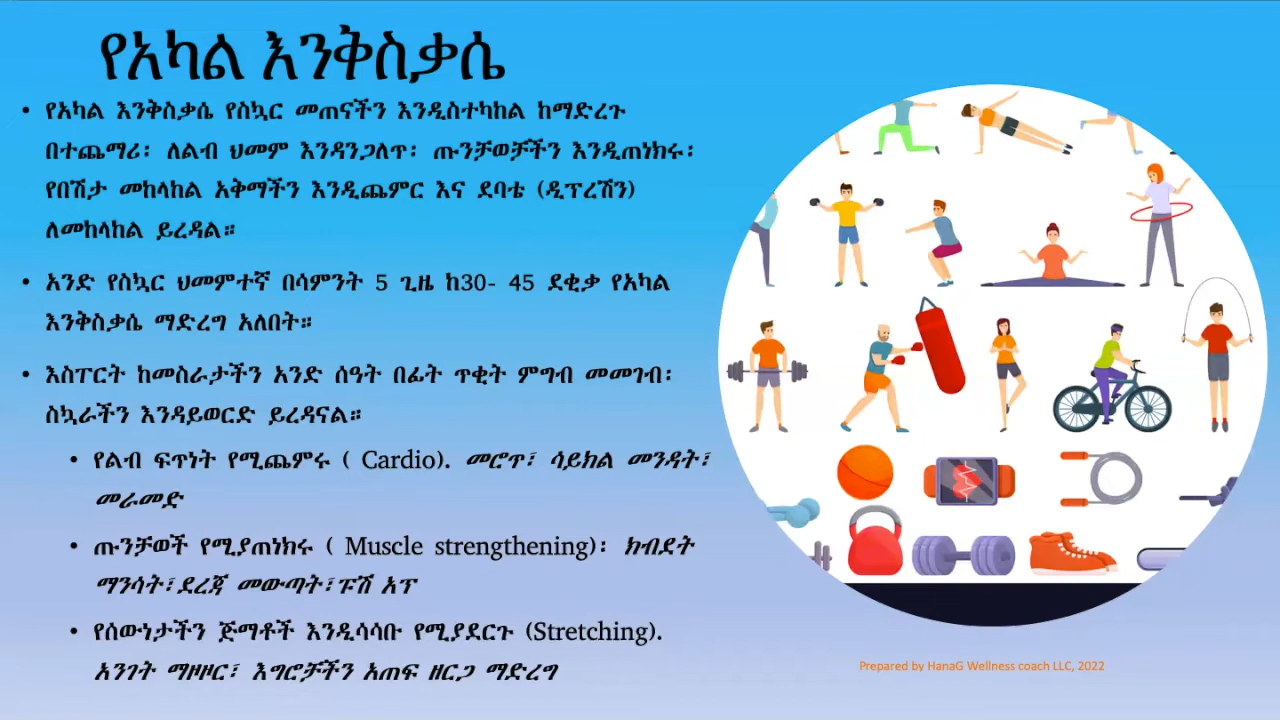 የአካል እንቅስቃሴ
• የአካል እንቅስቃሴ የስኳር መጠናችን እንዲስተካከል ከማድረጉ
በተጨማሪ፡ ለልብ ህመም እንዳንጋለጥ፡ ጡንቻወቻችን እንዲጠነክሩ፡
የበሽታ መከላከል አቅማችን እንዲጨምር እና ደባቴ (ዲፕረሽን)
ለመከላከል ይረዳል።
• አንድ የስኳር ህመምተኛ በሳምንት 5 ጊዜ ከ30- 45 ደቂቃ የአካል
እንቅስቃሴ ማድረግ አለበት።
• እስፖርት ከመስራታችን አንድ ሰዓት በፊት ጥቂት ምግብ መመገብ፡
ስኳራችን እንዳይወርድ ይረዳናል።
• የልብ ፍጥነት የሚጨምሩ ( Cardio). መሮጥ፣ ሳይክል መንዳት፣
መራመድ
• ጡንቻወች የሚያጠነክሩ ( Muscle strengthening)፡ ክብደት
ማንሳት፣ደረጃ መውጣት፣ፑሽ አፕ
• የሰውነታችን ጅማቶች እንዲሳሳቡ የሚያደርጉ (Stretching).
አንገት ማዞዞር፣ እግሮቻችን አጠፍ ዘርጋ ማድረግ
Prepared by HanaG Wellness coach LLC, 2022